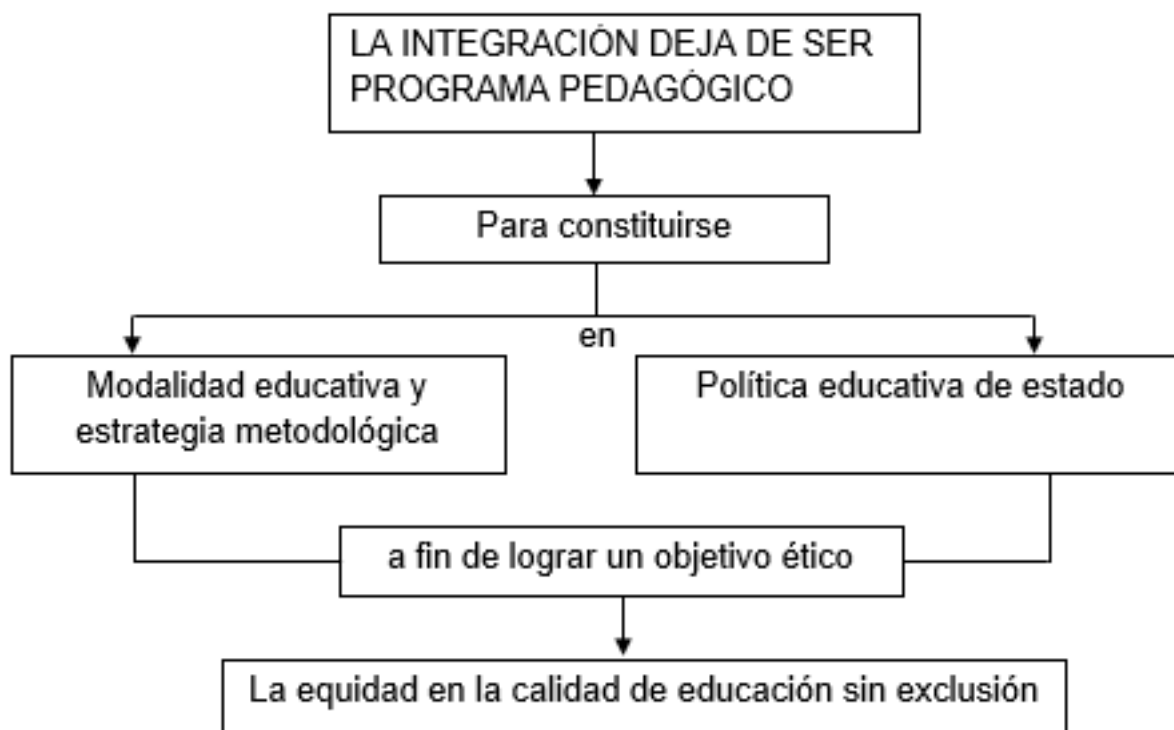 LA INTEGRACIÓN DEJA DE SER
PROGRAMA PEDAGÓGICO
Para constituirse
en
Modalidad educativa y
estrategia metodológica
Política educativa de estado
a fin de lograr un objetivo ético
La equidad en la calidad de educación sin exclusión